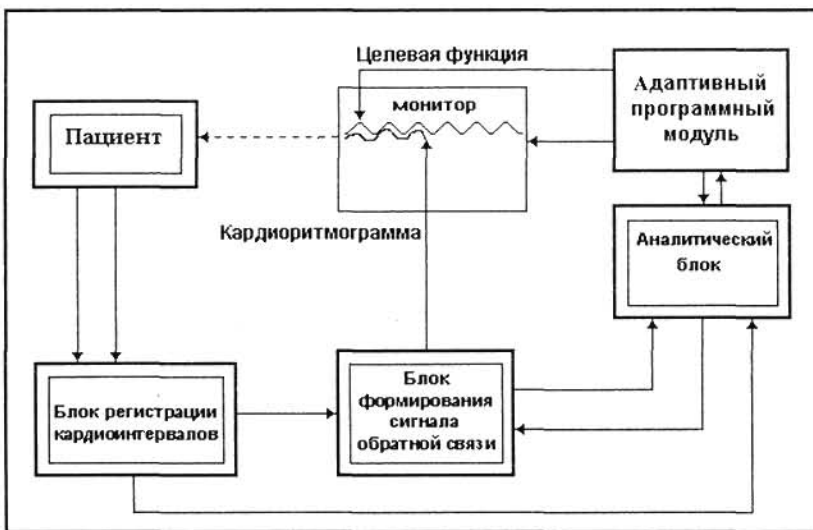 Целевая функция
Адаптивный
программный
модуль
монитор
Пациент
Кардиоритмограмма
Аналитический
блок
Блок регистрации
кардиоинтервалов
Блок
формирования
сигнала
обратной связи